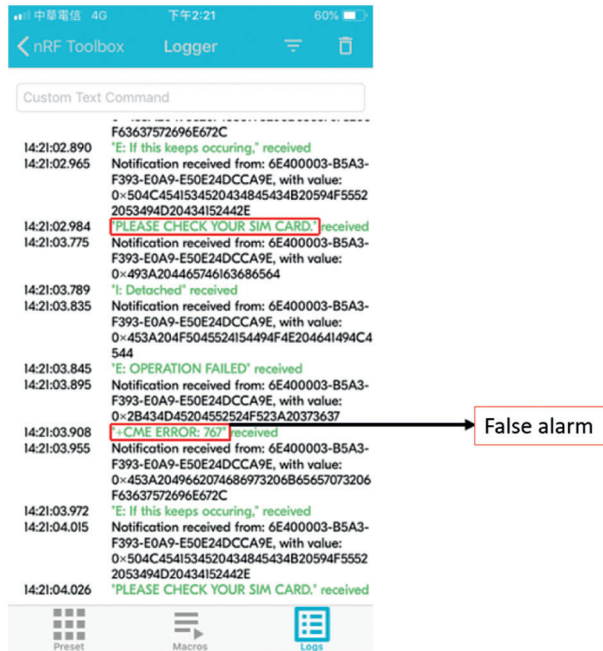 中華電信 4G 下午2:21 60%
nRF Toolbox Logger
Custom Text Command
F63637572696E672C
14:21:02.890 "E: If this keeps occuring," received
14:21:02.965 Notification received from: 6E400003-B5A3-
F393-E0A9-E50E24DCCA9E, with value:
0×504C4541534520434845434B20594F5552
2053494D20434152442E
14:21:02.984 "PLEASE CHECK YOUR SIM CARD." received
14:21:03.775 Notification received from: 6E400003-B5A3-
F393-E0A9-E50E24DCCA9E, with value:
0×493A204465746163686564
14:21:03.789 "I: Detached" received
14:21:03.835 Notification received from: 6E400003-B5A3-
F393-E0A9-E50E24DCCA9E, with value:
0×453A204F5045524154494F4E204641494C4
544
14:21:03.845 "E: OPERATION FAILED" received
14:21:03.895 Notification received from: 6E400003-B5A3-
F393-E0A9-E50E24DCCA9E, with value:
0×2B434D45204552524F523A20373637
14:21:03.908 "+CME ERROR: 767" received
False alarm
14:21:03.955 Notification received from: 6E400003-B5A3-
F393-E0A9-E50E24DCCA9E, with value:
0×453A2049662074686973206B65657073206
F63637572696E672C
14:21:03.972 "E: If this keeps occuring," received
14:21:04.015 Notification received from: 6E400003-B5A3-
F393-E0A9-E50E24DCCA9E, with value:
0×504C4541534520434845434B20594F5552
2053494D20434152442E
14:21:04.026 "PLEASE CHECK YOUR SIM CARD." received
Preset Macros Logs